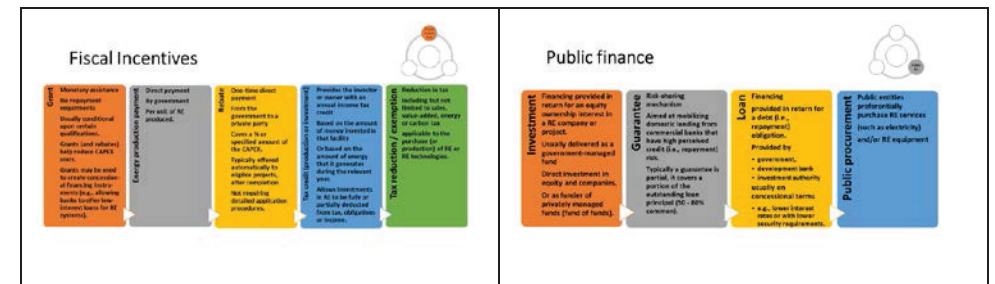 Fiscal Incentives
Grant
Monetary assistance
No repayment
requirements
Usually conditional
upon certain
qualifications.
Grants (and rebates)
help reduce CAPEX
costs.
Grants may be used
to create concession-
al financing instru-
ments (e.g., allowing
banks to offer low-
interest loans for RE
systems).
Energy production payment
Direct payment
By government
Per unit of RE
produced.
Rebate
One-time direct
payment
From the
government to a
private party
Covers a % or
specified amount of
the CAPEX.
Typically offered
automatically to
eligible projects,
after completion
Not requiring
detailed application
procedures.
Tax credit (production or investment)
Provides the investor
or owner with an
annual income tax
credit
Based on the amount
of money invested in
that facility
Or based on the
amount of energy
that it generates
during the relevant
year.
Allows investments
in RE to be fully or
partially deducted
from tax, obligations
or income.
Tax reduction / exemption
Reduction in tax
Including but not
limited to sales,
value-added, energy
or carbon tax
applicable to the
purchase (or
production) of RE or
RE technologies.
Public finance
Investment
Financing provided in
return for an equity
ownership interest in
a RE company or
project.
Usually delivered as a
government-managed
fund
Direct investment in
equity and companies.
Or as funder of
privately managed
funds (fund of funds).
Guarantee
Risk-sharing
mechanism
Aimed at mobilizing
domestic lending from
commercial banks that
have high perceived
credit (i.e., repayment)
risk.
Typically a guarantee is
partial, it covers a
portion of the
outstanding loan
principal (50 - 80%
common).
Loan
Financing
provided in return for
a debt (i.e.,
repayment)
obligation.
Provided by
• government,
• development bank
• investment authority
usually on
concessional terms
• e.g., lower interest
rates or with lower
security requirements.
Public procurement
Public entities
preferentially
purchase RE services
(such as electricity)
and/or RE equipment